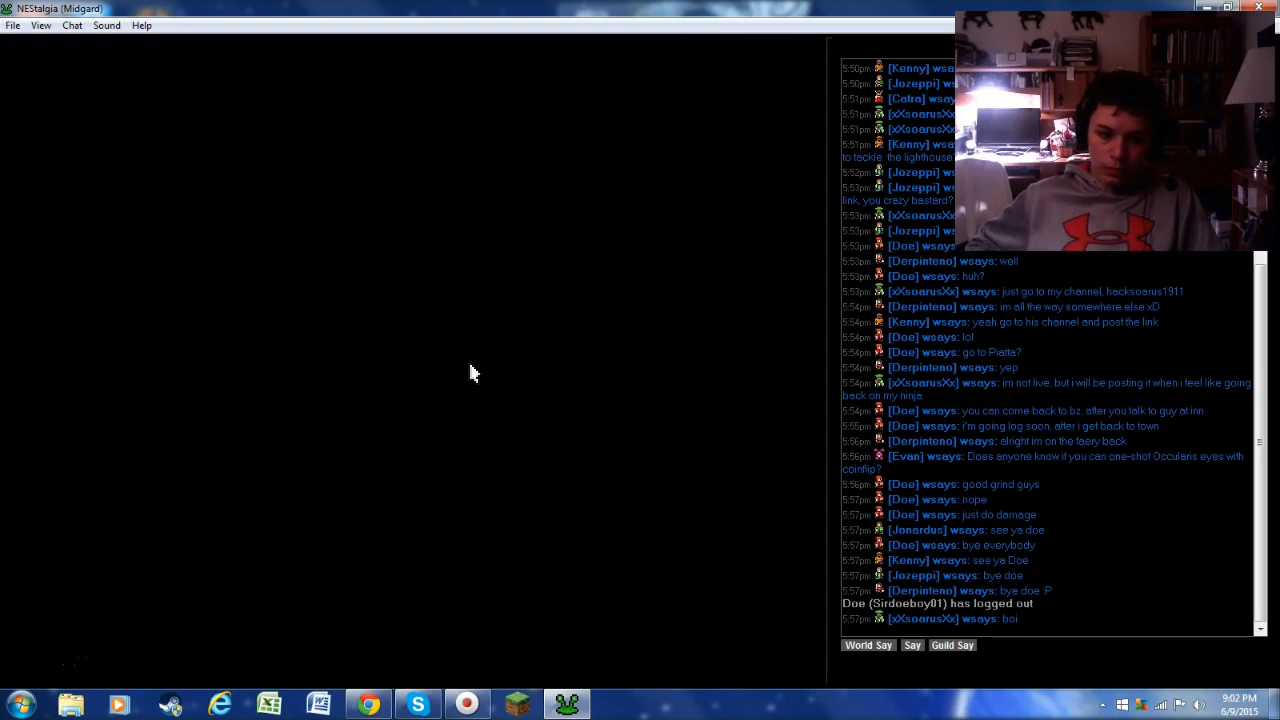 NEStalgia (Midgard)
File View Chat Sound Help
5:50pm [Kenny] wsa
5:50pm [Jozeppi] w
5:51pm [Catra] wsay
5:51pm [xXsoarusXx
5:51pm [xXsoarusXx
5:51pm [Kenny] wsa
to tackle the lighthouse
5:52pm [Jozeppi] w
5:53pm [Jozeppi] w
link, you crazy bastard?
5:53pm [xXsoarusXx
5:53pm [Jozeppi] w
5:53pm [Doe] wsays
5:53pm [Derpinteno] wsays: well
5:53pm [Doe] wsays: huh?
5:53pm [xXsoarusXx] wsays: just go to my channel, hacksoarus1911
5:54pm [Derpinteno] wsays: im all the way somewhere else xD
5:54pm [Kenny] wsays: yeah go to his channel and post the link
5:54pm [Doe] wsays: lol
5:54pm [Doe] wsays: go to Piatta?
5:54pm [Derpinteno] wsays: yep
5:54pm [xXsoarusXx] wsays: im not live, but i will be posting it when i feel like going
back on my ninja
5:54pm [Doe] wsays: you can come back to bz, after you talk to guy at inn
5:55pm [Doe] wsays: i'm going log soon, after i get back to town
5:56pm [Derpinteno] wsays: alright im on the faery back
5:56pm [Evan] wsays: Does anyone know if you can one-shot Occularis eyes with
coinflip?
5:56pm [Doe] wsays: good grind guys
5:57pm [Doe] wsays: nope
5:57pm [Doe] wsays: just do damage
5:57pm [Jonardus] wsays: see ya doe
5:57pm [Doe] wsays: bye everybody
5:57pm [Kenny] wsays: see ya Doe
5:57pm [Jozeppi] wsays: bye doe
5:57pm [Derpinteno] wsays: bye doe :P
Doe (Sirdoeboy01) has logged out
5:57pm [xXsoarusXx] wsays: boi
World Say Say Guild Say
9:02 PM
6/9/2015